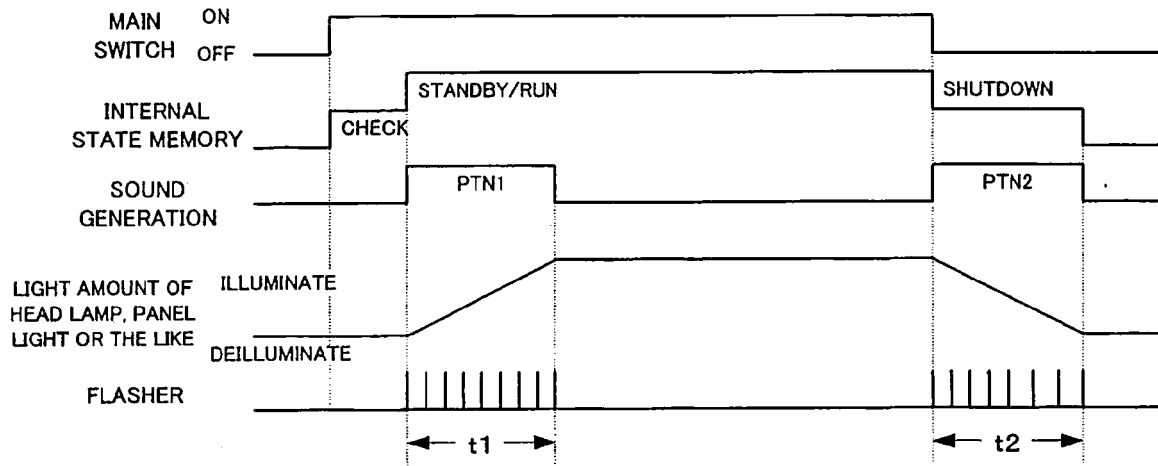 MAIN
SWITCH
ON
OFF
INTERNAL
STATE MEMORY
CHECK
STANDBY/RUN
SHUTDOWN
SOUND
GENERATION
PTN1
PTN2
LIGHT AMOUNT OF
HEAD LAMP, PANEL
LIGHT OR THE LIKE
ILLUMINATE
DEILLUMINATE
FLASHER
t1
t2